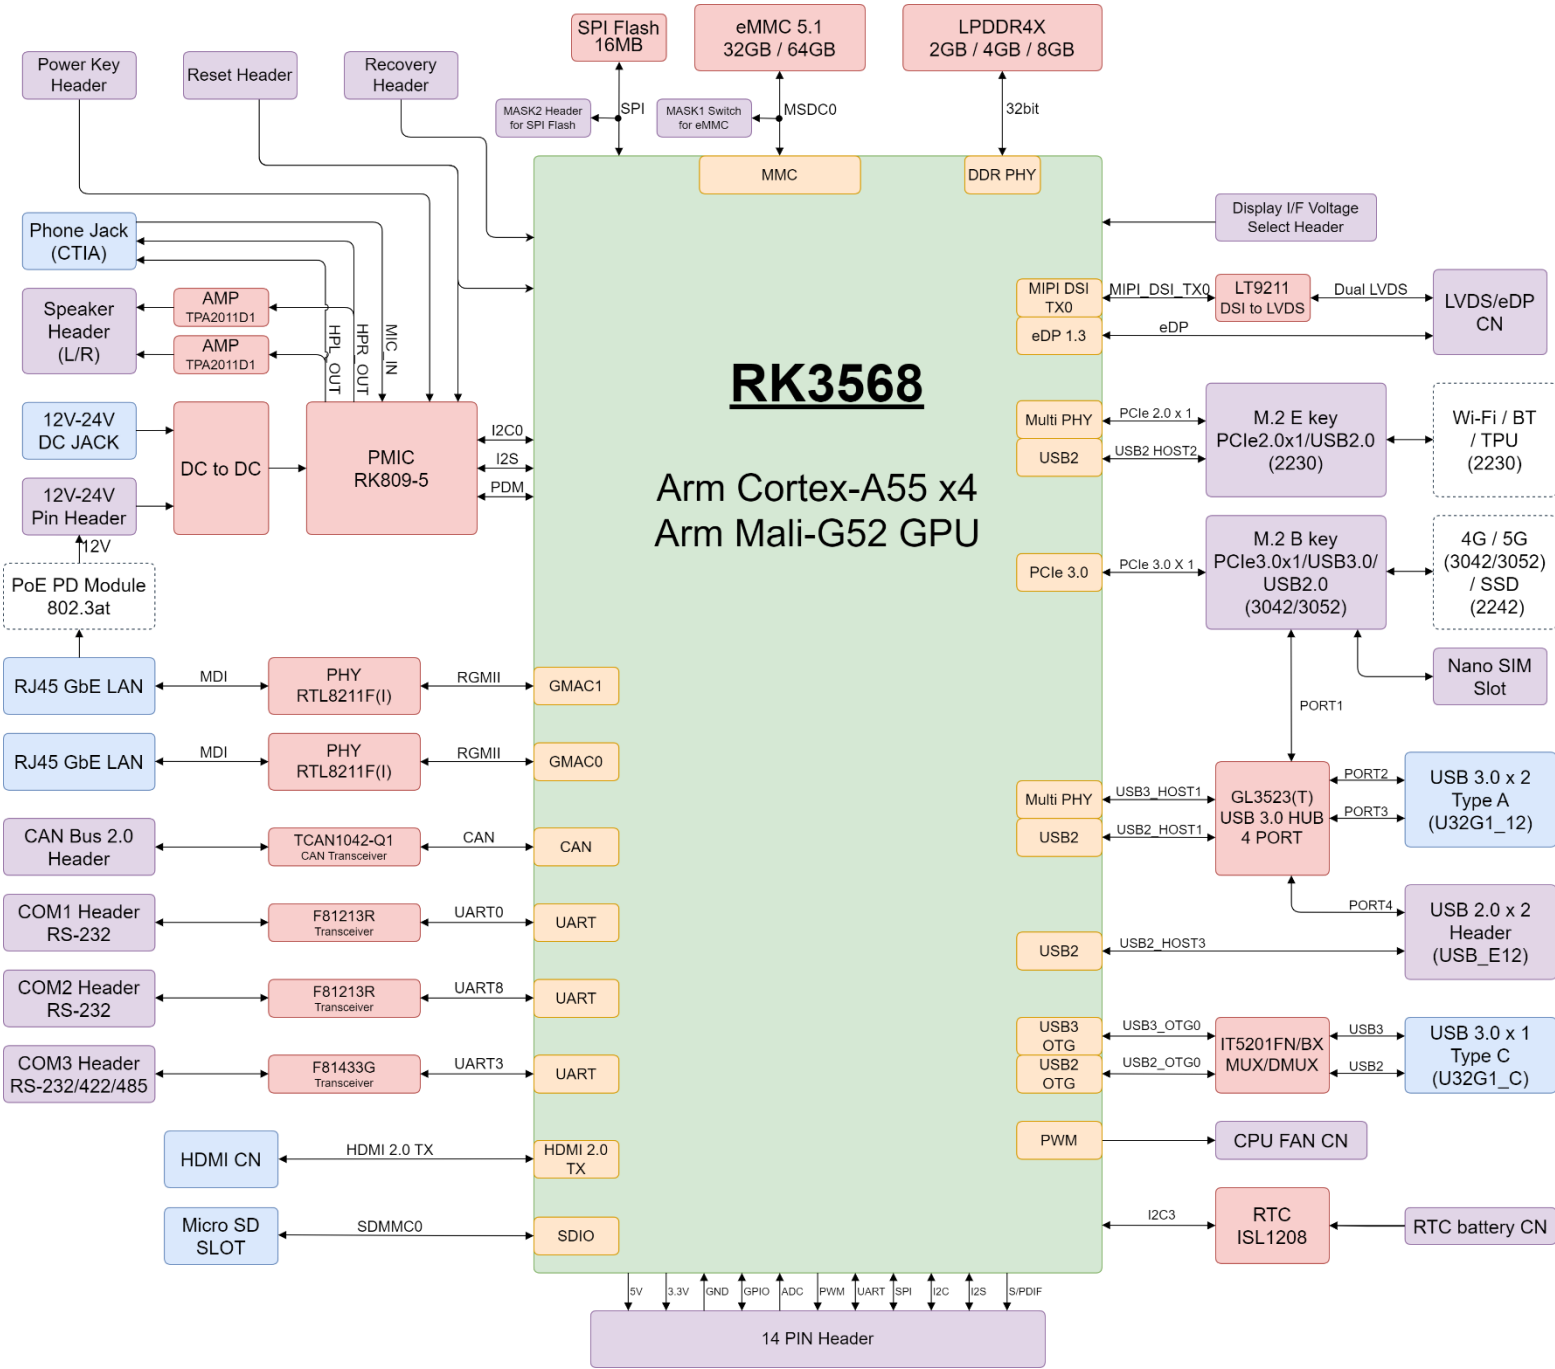 SPI Flash
16MB
eMMC 5.1
32GB / 64GB
LPDDR4X
2GB / 4GB / 8GB
Power Key
Header
Reset Header
Recovery
Header
MASK2 Header
for SPI Flash
SPI
MASK1 Switch
for eMMC
MSDC0
32bit
MMC
DDR PHY
Phone Jack
(CTIA)
Display I/F Voltage
Select Header
Speaker
Header
(L/R)
AMP
TPA2011D1
AMP
TPA2011D1
HPL_OUT
HPR_OUT
MIC_IN
MIPI DSI
TX0
MIPI_DSI_TX0
LT9211
DSI to LVDS
Dual LVDS
LVDS/eDP
CN
eDP 1.3
eDP
RK3568
Arm Cortex-A55 x4
Arm Mali-G52 GPU
12V-24V
DC JACK
12V-24V
Pin Header
DC to DC
PMIC
RK809-5
I2C0
I2S
PDM
Multi PHY
PCIe 2.0 x 1
USB2
USB2 HOST2
M.2 E key
PCIe2.0x1/USB2.0
(2230)
Wi-Fi / BT
/ TPU
(2230)
12V
PoE PD Module
802.3at
PCIe 3.0
PCIe 3.0 X 1
M.2 B key
PCIe3.0x1/USB3.0/
USB2.0
(3042/3052)
4G / 5G
(3042/3052)
/ SSD
(2242)
Nano SIM
Slot
PORT1
RJ45 GbE LAN
MDI
PHY
RTL8211F(I)
RGMII
GMAC1
RJ45 GbE LAN
MDI
PHY
RTL8211F(I)
RGMII
GMAC0
Multi PHY
USB3_HOST1
USB2
USB2_HOST1
GL3523(T)
USB 3.0 HUB
4 PORT
PORT2
PORT3
USB 3.0 x 2
Type A
(U32G1_12)
CAN Bus 2.0
Header
TCAN1042-Q1
CAN Transceiver
CAN
CAN
COM1 Header
RS-232
F81213R
Transceiver
UART0
UART
PORT4
USB 2.0 x 2
Header
(USB_E12)
USB2
USB2_HOST3
COM2 Header
RS-232
F81213R
Transceiver
UART8
UART
COM3 Header
RS-232/422/485
F81433G
Transceiver
UART3
UART
USB3
OTG
USB3_OTG0
USB2
OTG
USB2_OTG0
IT5201FN/BX
MUX/DMUX
USB3
USB2
USB 3.0 x 1
Type C
(U32G1_C)
HDMI CN
HDMI 2.0 TX
HDMI 2.0
TX
PWM
CPU FAN CN
Micro SD
SLOT
SDMMC0
SDIO
I2C3
RTC
ISL1208
RTC battery CN
5V
3.3V
GND
GPIO
ADC
PWM
UART
SPI
I2C
I2S
S/PDIF
14 PIN Header